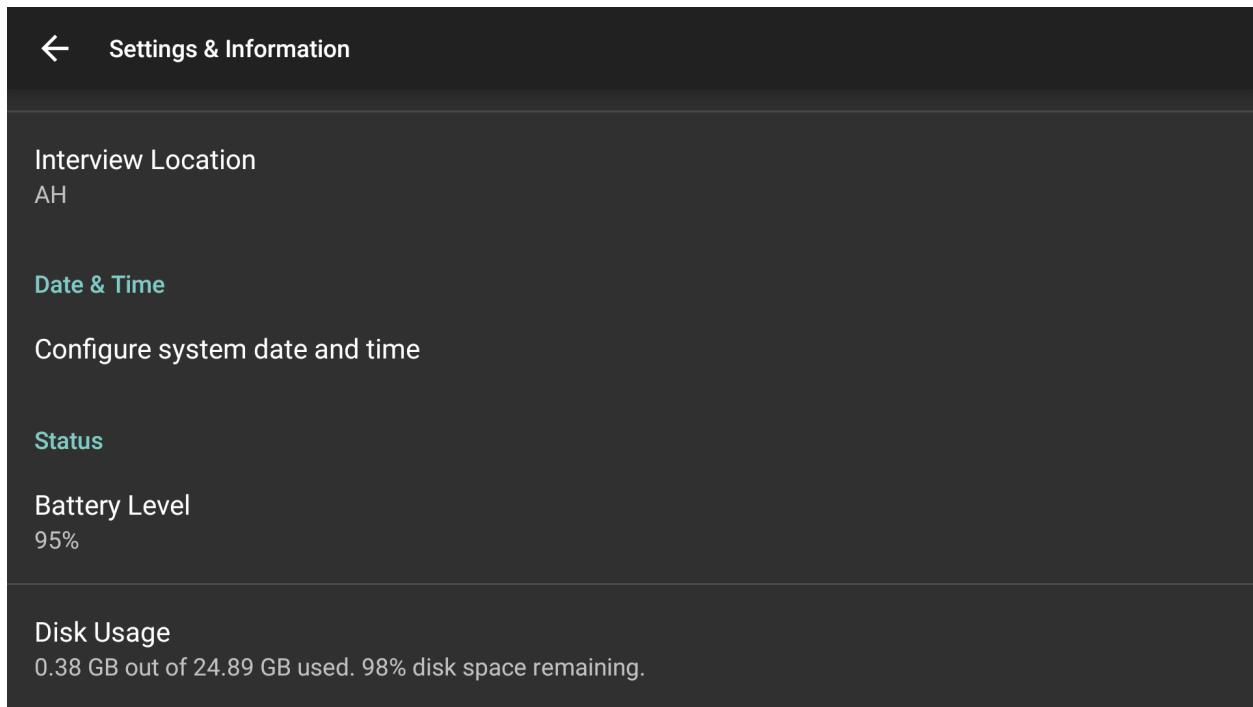 Settings & Information
Interview Location
AH
Date & Time
Configure system date and time
Status
Battery Level
95%
Disk Usage
0.38 GB out of 24.89 GB used. 98% disk space remaining.